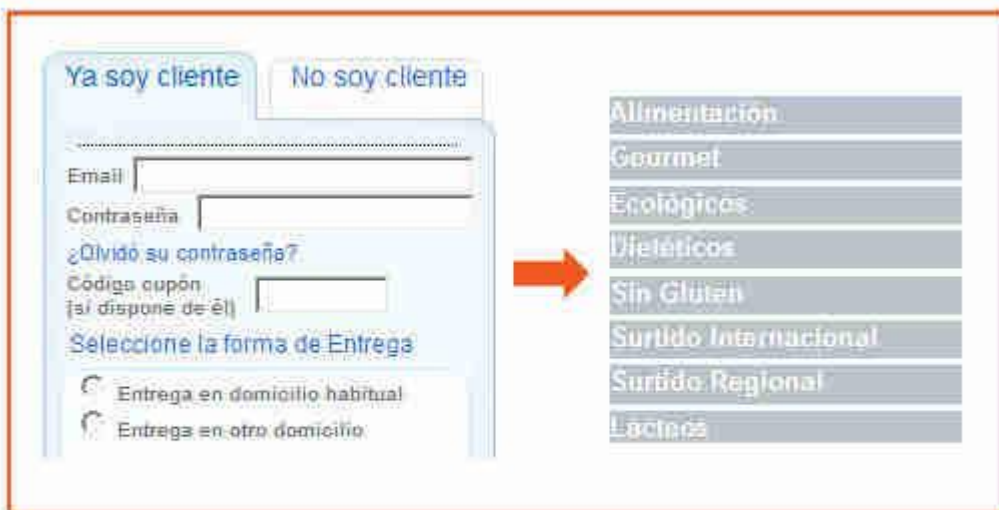 Ya soy cliente
No soy cliente
Email
Contraseña
¿Olvidó su contraseña?
Código cupón
(si dispone de él)
Seleccione la forma de Entrega
Entrega en domicilio habitual
Entrega en otro domicilio
Alimentación
Gourmet
Ecológicos
Dietéticos
Sin Gluten
Surtido Internacional
Surtido Regional
Lácteos